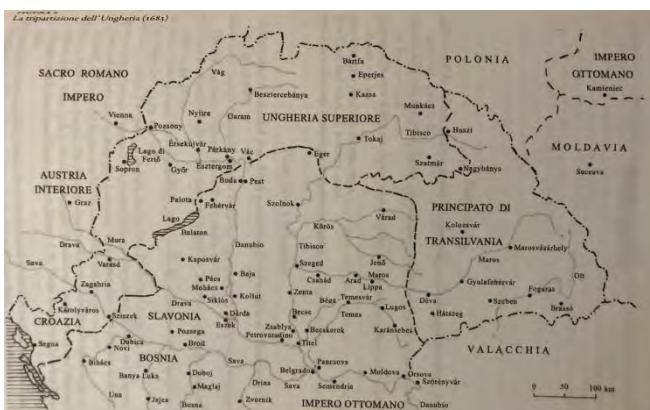 La tripartizione dell'Ungheria (1683)
SACRO ROMANO
IMPERO
POLONIA
IMPERO
OTTOMANO
Kamieniec
Bártfa
Eperjes
Kassa
Vág
Besztercebánya
Nyitra
Garam
UNGHERIA SUPERIORE
Munkács
Huszt
Tokaj
Tibisco
Vienna
Pozsony
Érsekújvár
Párkány
Vác
Esztergom
Eger
Szatmár
Nagybánya
MOLDAVIA
Suceava
Lago di
Fertő
Sopron
Győr
AUSTRIA
INTERIORE
Graz
Buda
Pest
Palota
Fehérvár
Szolnok
Lago
Balaton
Körös
Várad
PRINCIPATO DI
TRANSILVANIA
Kolozsvár
Marosvásárhely
Maros
Drava
Mura
Varasd
Danubio
Tibisco
Kaposvár
Szeged
Jenő
Csanád
Arad
Maros
Lippa
Gyulafehérvár
Olt
Sava
Zagabria
Pécs
Mohács
Siklós
Baja
Kollut
Zenta
Bega
Temesvár
Lugos
Déva
Hátszeg
Szeben
Fogaras
Brassó
Károlyváros
CROAZIA
Sziszek
SLAVONIA
Drava
Dárda
Eszék
Becse
Zsablya
Petrovaradino
Becskerek
Titel
Temes
Karánsebes
Segna
Dubica
Novi
Pozsega
Brod
Bihács
BOSNIA
Banya Luka
Doboj
Maglaj
Sava
Drina
Belgrado
Pancsova
Sava
Semendria
Moldova
Orsova
Szörényvár
VALACCHIA
Una
Jajca
Bosna
Zvornik
IMPERO OTTOMANO
Danubio
0
100 km